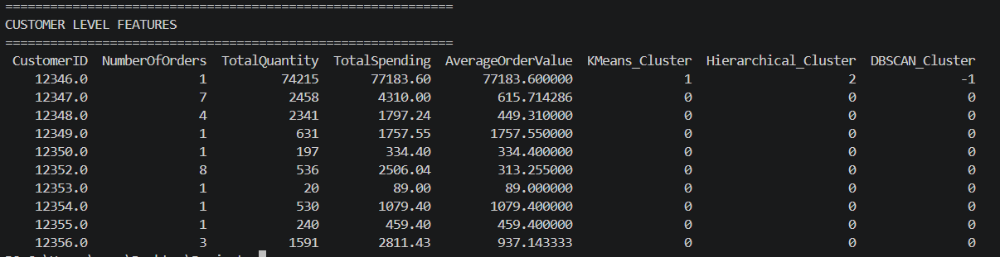 ============================================================
CUSTOMER LEVEL FEATURES
============================================================
CustomerID NumberOfOrders TotalQuantity TotalSpending AverageOrderValue KMeans_Cluster Hierarchical_Cluster DBSCAN_Cluster
12346.0 1 74215 77183.60 77183.600000 1 2 -1
12347.0 7 2458 4310.00 615.714286 0 0 0
12348.0 4 2341 1797.24 449.310000 0 0 0
12349.0 1 631 1757.55 1757.550000 0 0 0
12350.0 1 197 334.40 334.400000 0 0 0
12352.0 8 536 2506.04 313.255000 0 0 0
12353.0 1 20 89.00 89.000000 0 0 0
12354.0 1 530 1079.40 1079.400000 0 0 0
12355.0 1 240 459.40 459.400000 0 0 0
12356.0 3 1591 2811.43 937.143333 0 0 0